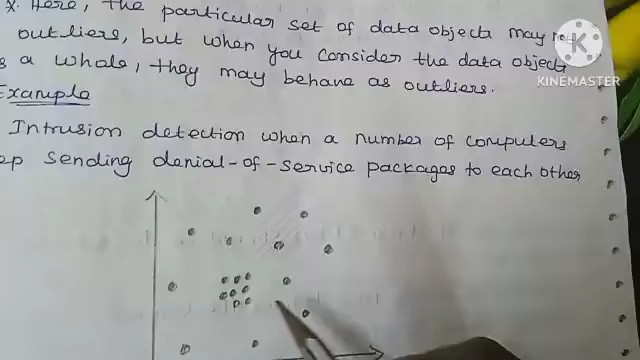 x. Here, the particular set of data objects may
outliers, but when you consider the data objects
a whole, they may behave as outliers.
Example
Intrusion detection when a number of computers
sending denial-of-service packages to each other
K
KINEMASTER